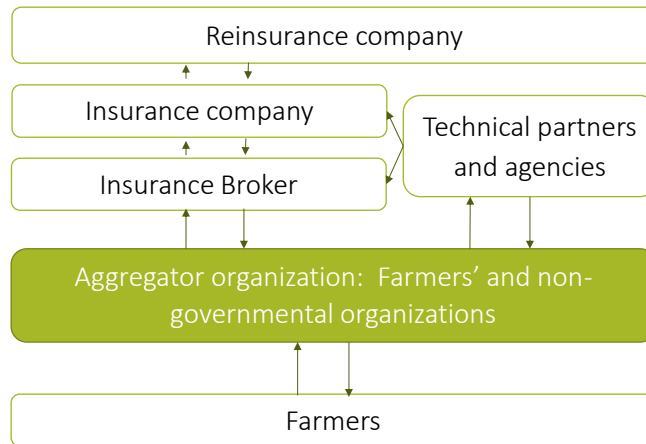 Reinsurance company
Insurance company
Technical partners
and agencies
Insurance Broker
Aggregator organization:  Farmers’ and non-
governmental organizations
Farmers